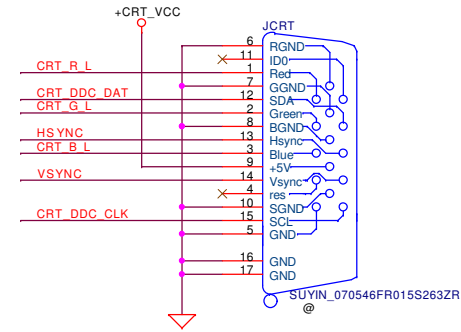 +CRT_VCC
JCRT
6 RGND
11 ID0
CRT_R_L 1 Red
7 GGND
CRT_DDC_DAT 12 SDA
CRT_G_L 2 Green
8 BGND
HSYNC 13 Hsync
CRT_B_L 3 Blue
9 +5V
VSYNC 14 Vsync
4 res
10 SGND
CRT_DDC_CLK 15 SCL
5 GND
16 GND
17 GND
SUYIN_070546FR015S263ZR
@